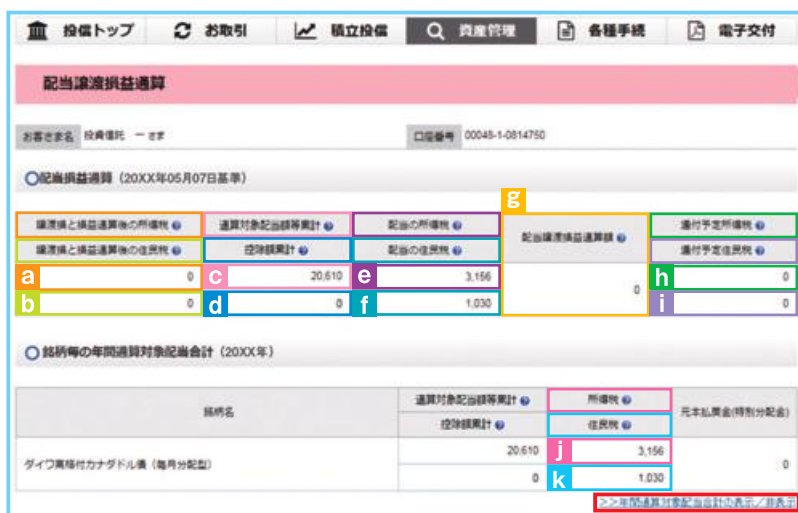 投信トップ お取引 積立投信 資産管理 各種手続 電子交付
配当譲渡損益通算
お客さま名 投資信託 一 さま 口座番号 00048-1-0814750
○配当損益通算（20XX年05月07日基準）
g
譲渡損と損益通算後の所得税 通算対象配当額等累計 配当の所得税 配当譲渡損益通算額 還付予定所得税
譲渡損と損益通算後の住民税 控除額累計 配当の住民税 還付予定住民税
a 0 c 20,610 e 3,156 0 h 0
b 0 d 0 f 1,030 i 0
○銘柄毎の年間通算対象配当合計（20XX年）
銘柄名 通算対象配当額等累計 所得税 元本払戻金(特別分配金)
控除額累計 住民税
ダイワ高格付カナダドル債（毎月分配型） 20,610 j 3,156 0
0 k 1,030
>>年間通算対象配当合計の表示／非表示